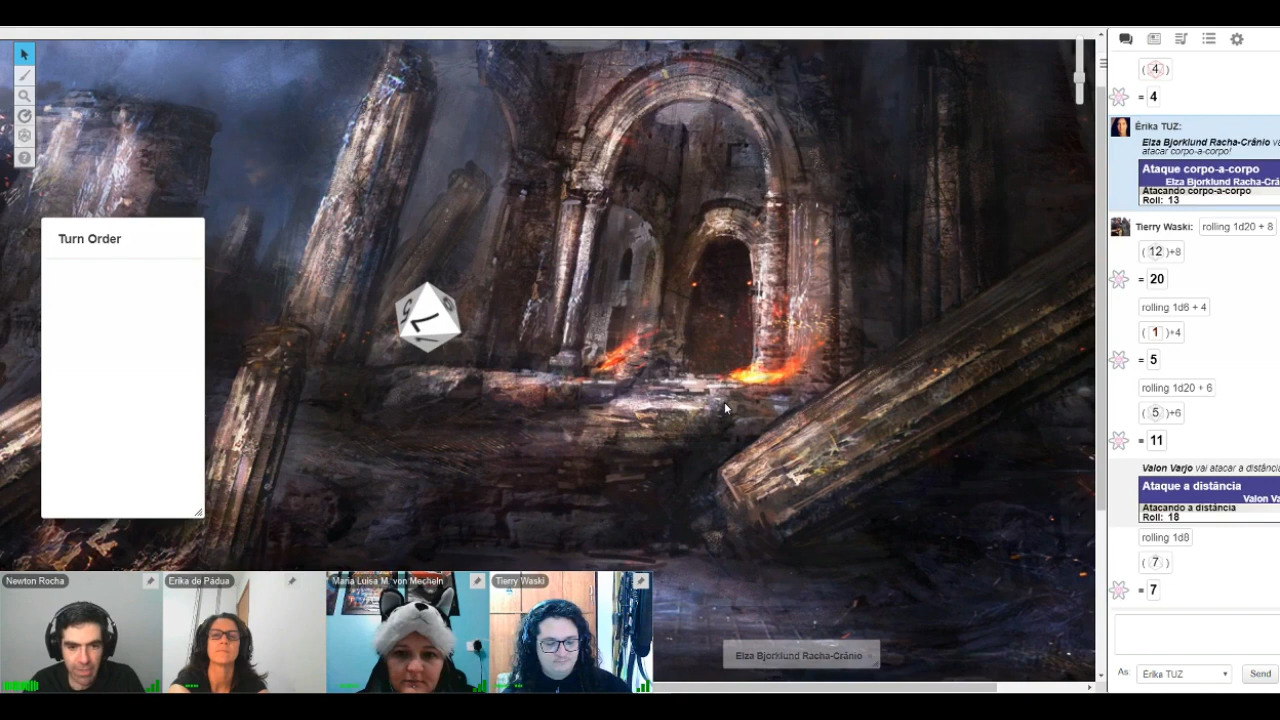 Turn Order
7
Newton Rocha
Erika de Pádua
Maria Luisa M. von Mecheln
Tierry Waski
Elza Bjorklund Racha-Crânio
( 4 )
= 4
Érika TUZ:
Elza Bjorklund Racha-Crânio va
atacar corpo-a-corpo!
Ataque corpo-a-corpo
Elza Bjorklund Racha-Crâ
Atacando corpo-a-corpo
Roll: 13
Tierry Waski: rolling 1d20 + 8
( 12 )+8
= 20
rolling 1d6 + 4
( 1 )+4
= 5
rolling 1d20 + 6
( 5 )+6
= 11
Valon Varjo vai atacar a distânci
Ataque a distância
Valon Va
Atacando a distância
Roll: 18
rolling 1d8
( 7 )
= 7
As: Érika TUZ Send